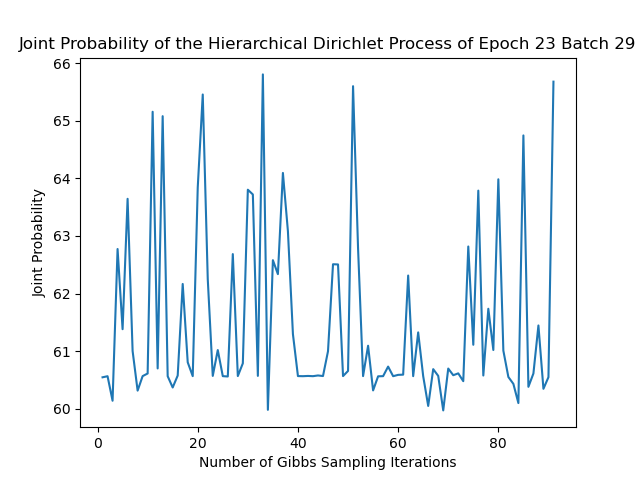 Joint Probability of the Hierarchical Dirichlet Process of Epoch 23 Batch 29
66
65
64
63
62
61
60
Joint Probability
0 20 40 60 80
Number of Gibbs Sampling Iterations